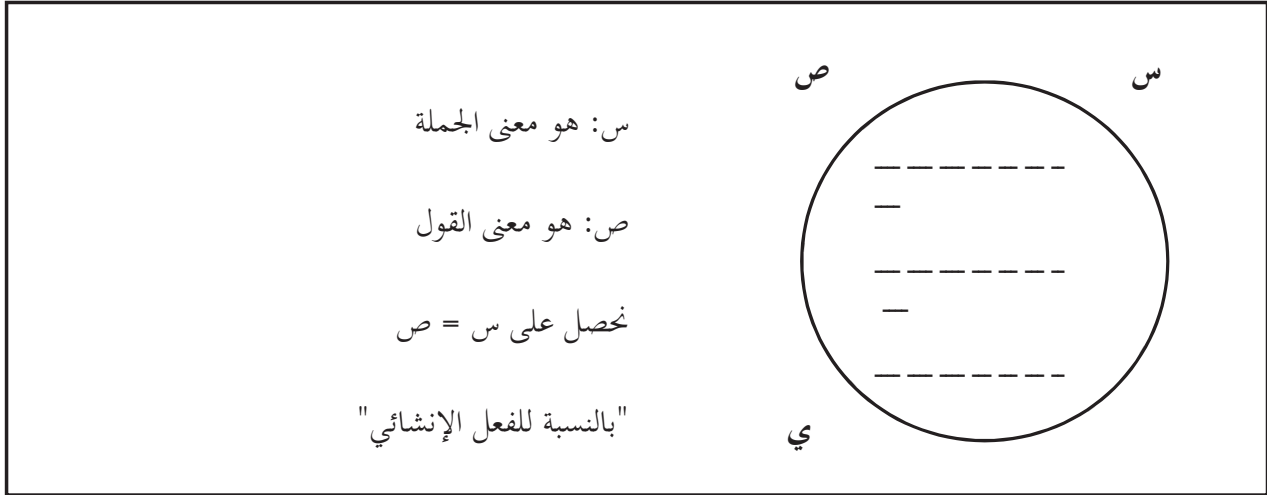 س
ص
س: هو معنى الجملة
ص: هو معنى القول
نحصل على س = ص
"بالنسبة للفعل الإنشائي"
ي